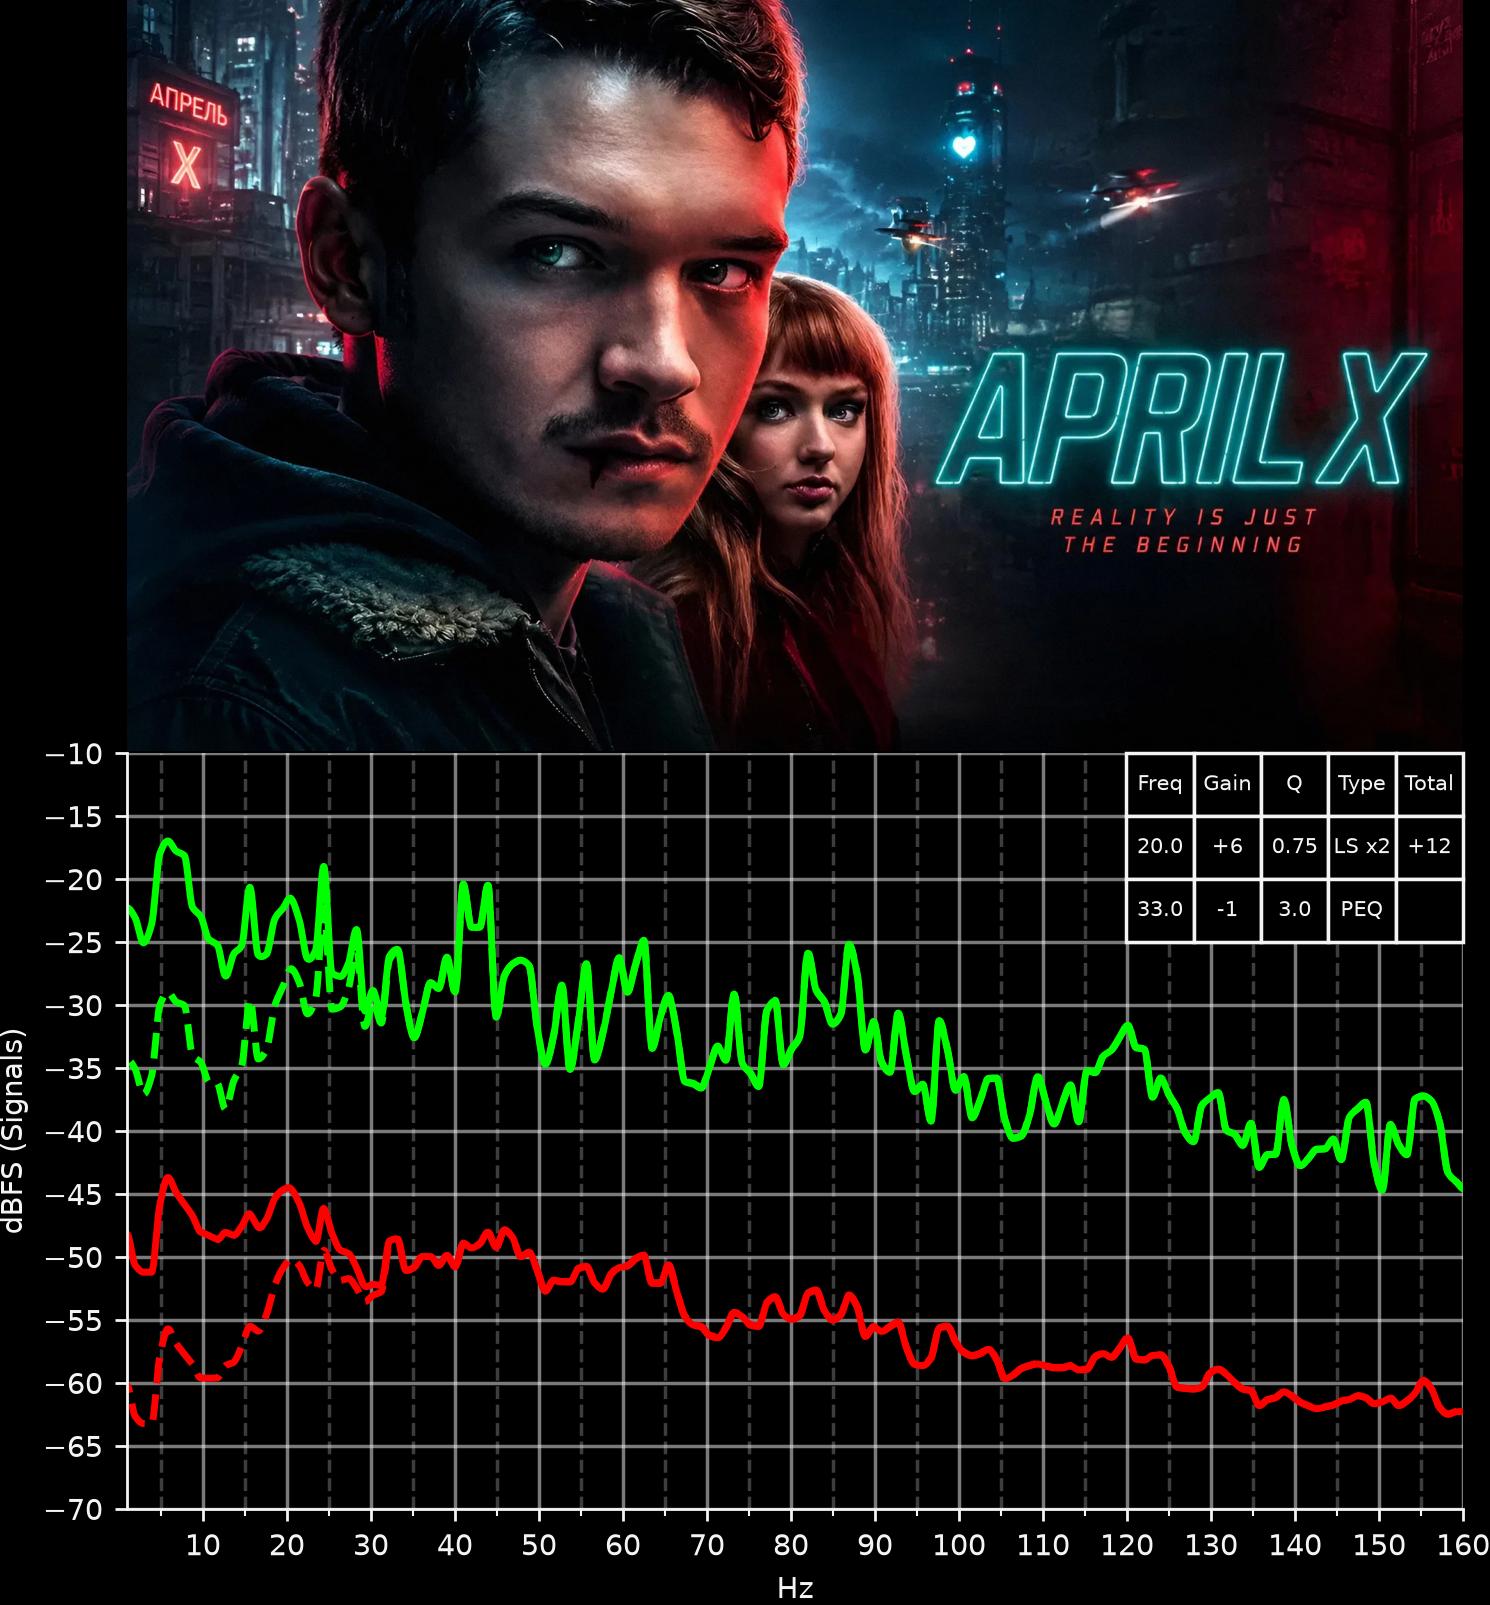 АПРЕЛЬ
X
APRIL X
REALITY IS JUST
THE BEGINNING
Freq Gain Q Type Total
20.0 +6 0.75 LS x2 +12
33.0 -1 3.0 PEQ
−10
−15
−20
−25
−30
−35
−40
−45
−50
−55
−60
−65
−70
dBFS (Signals)
10 20 30 40 50 60 70 80 90 100 110 120 130 140 150 160
Hz